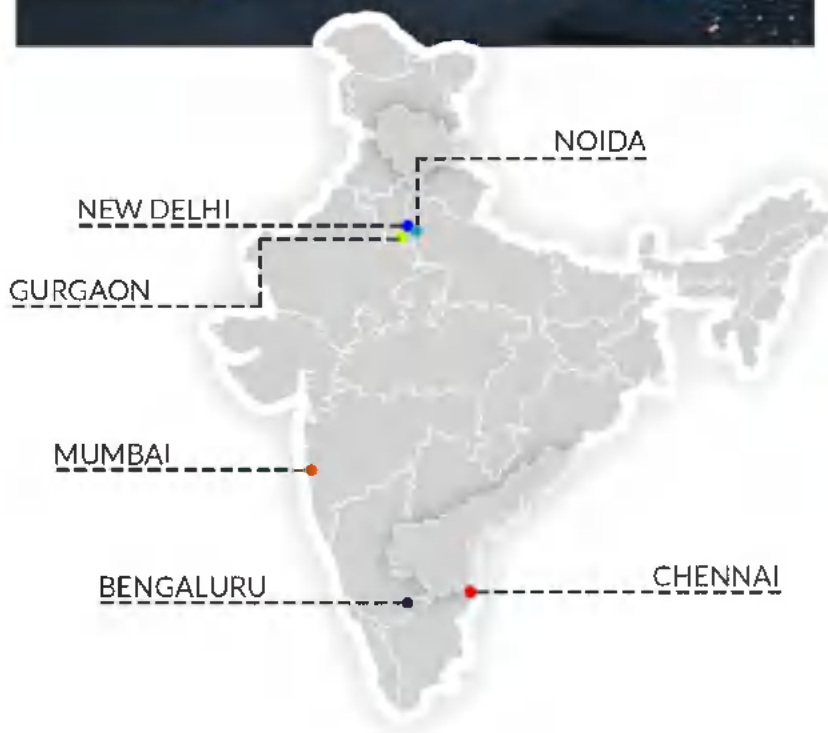 NOIDA
NEW DELHI
GURGAON
MUMBAI
BENGALURU
CHENNAI